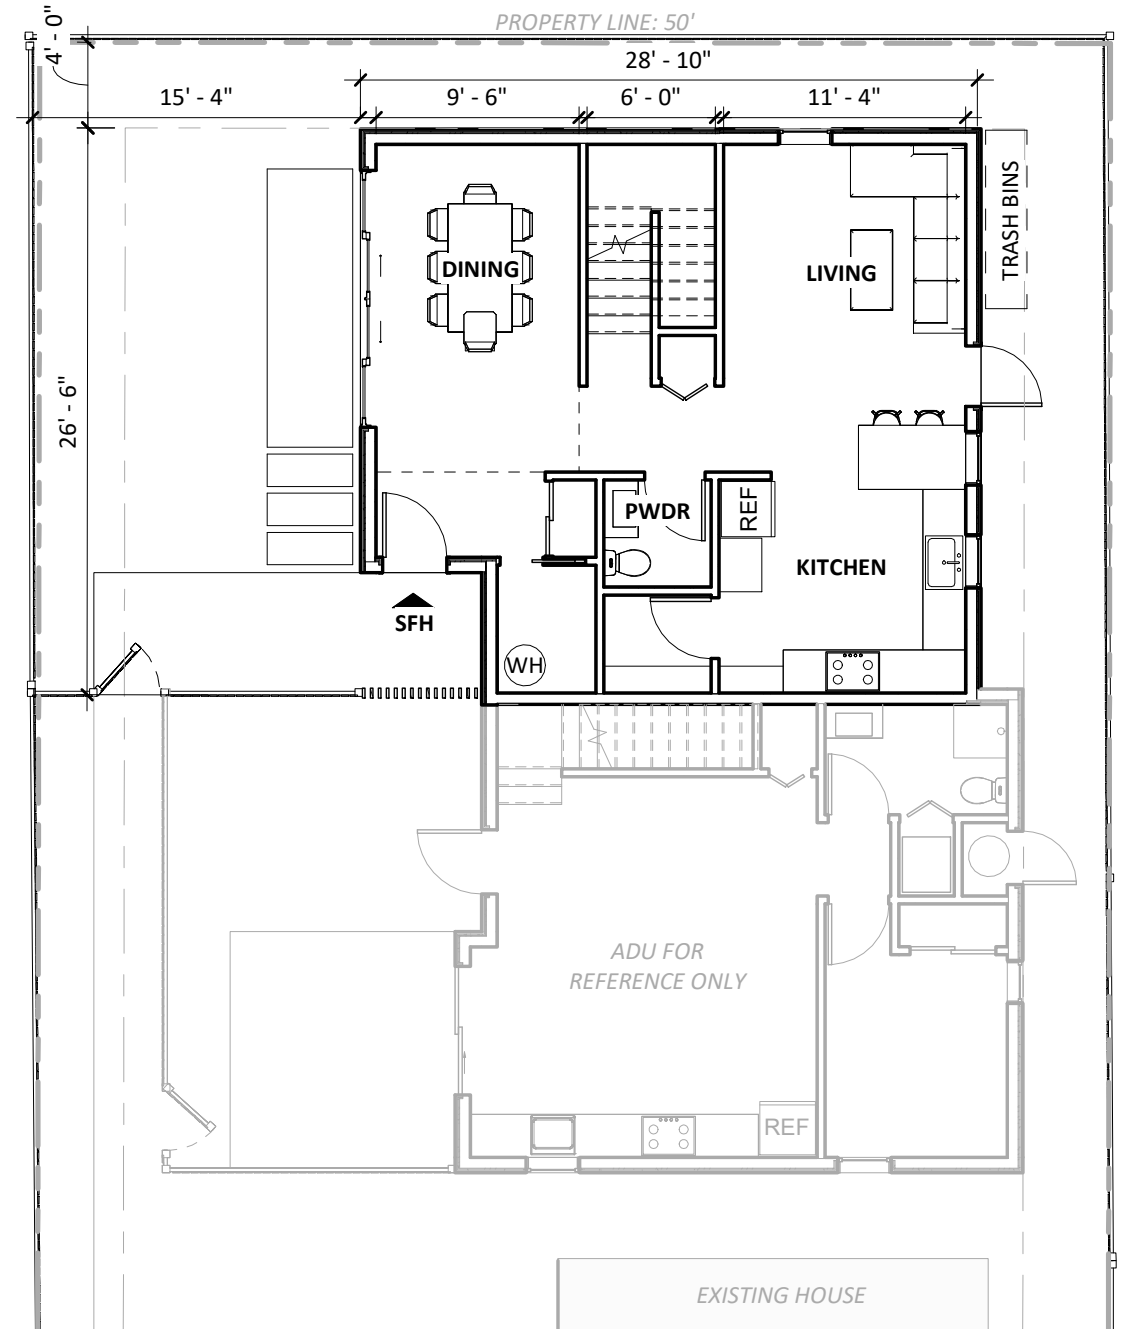 PROPERTY LINE: 50'
4' - 0"
28' - 10"
15' - 4"
9' - 6"
6' - 0"
11' - 4"
TRASH BINS
DINING
LIVING
26' - 6"
REF
PWDR
KITCHEN
SFH
WH
ADU FOR
REFERENCE ONLY
REF
EXISTING HOUSE